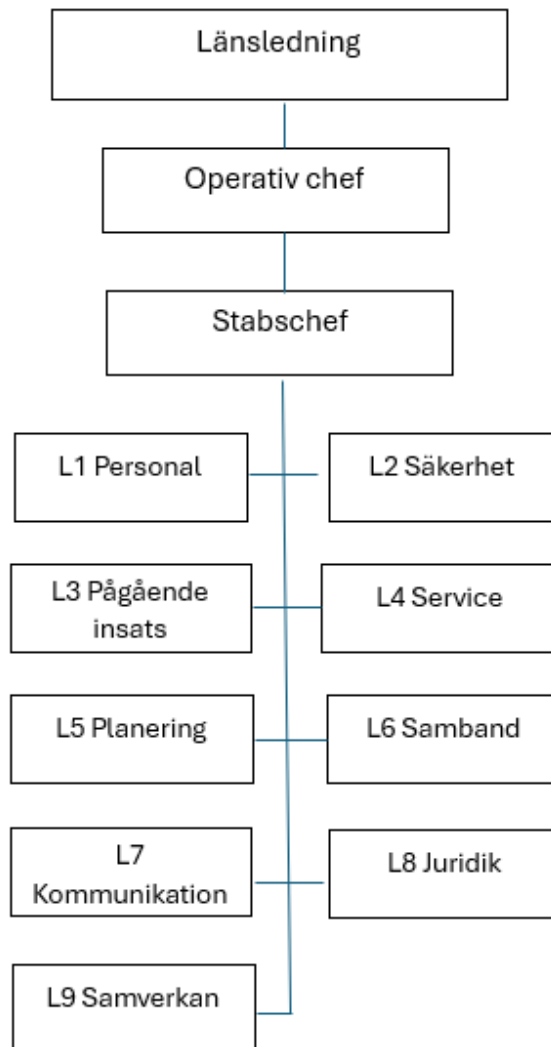 Länsledning
Operativ chef
Stabschef
L1 Personal
L2 Säkerhet
L3 Pågående
insats
L4 Service
L5 Planering
L6 Samband
L7
Kommunikation
L8 Juridik
L9 Samverkan